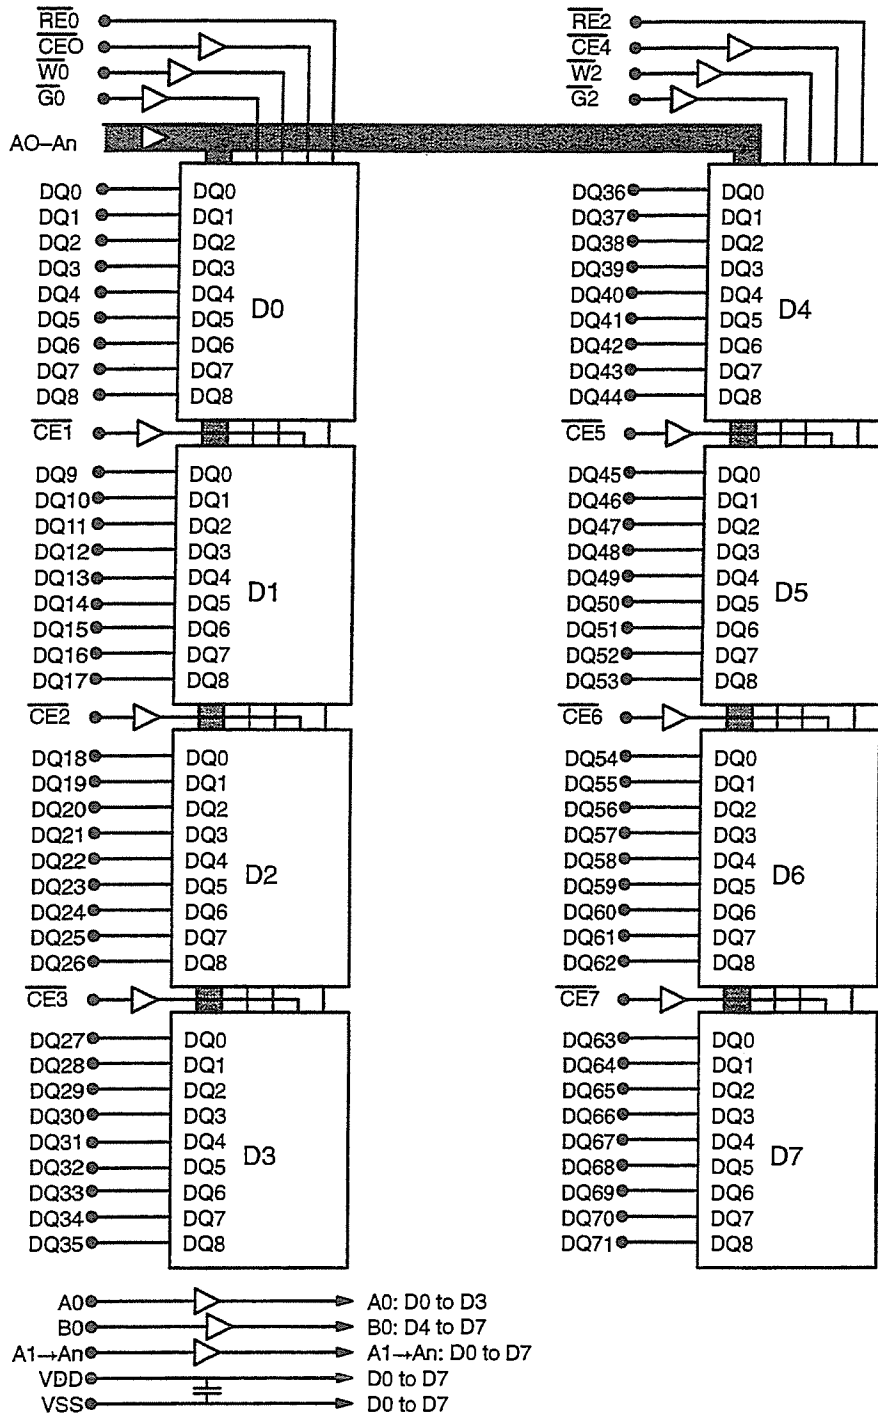 RE0
CEO
W0
G0
AO–An
DQ0 DQ0
DQ1 DQ1
DQ2 DQ2
DQ3 DQ3
DQ4 DQ4
D0
DQ5 DQ5
DQ6 DQ6
DQ7 DQ7
DQ8 DQ8
CE1
DQ9 DQ0
DQ10 DQ1
DQ11 DQ2
DQ12 DQ3
DQ13 DQ4
D1
DQ14 DQ5
DQ15 DQ6
DQ16 DQ7
DQ17 DQ8
CE2
DQ18 DQ0
DQ19 DQ1
DQ20 DQ2
DQ21 DQ3
DQ22 DQ4
D2
DQ23 DQ5
DQ24 DQ6
DQ25 DQ7
DQ26 DQ8
CE3
DQ27 DQ0
DQ28 DQ1
DQ29 DQ2
DQ30 DQ3
DQ31 DQ4
D3
DQ32 DQ5
DQ33 DQ6
DQ34 DQ7
DQ35 DQ8
RE2
CE4
W2
G2
DQ36 DQ0
DQ37 DQ1
DQ38 DQ2
DQ39 DQ3
DQ40 DQ4
D4
DQ41 DQ5
DQ42 DQ6
DQ43 DQ7
DQ44 DQ8
CE5
DQ45 DQ0
DQ46 DQ1
DQ47 DQ2
DQ48 DQ3
DQ49 DQ4
D5
DQ50 DQ5
DQ51 DQ6
DQ52 DQ7
DQ53 DQ8
CE6
DQ54 DQ0
DQ55 DQ1
DQ56 DQ2
DQ57 DQ3
DQ58 DQ4
D6
DQ59 DQ5
DQ60 DQ6
DQ61 DQ7
DQ62 DQ8
CE7
DQ63 DQ0
DQ64 DQ1
DQ65 DQ2
DQ66 DQ3
DQ67 DQ4
D7
DQ68 DQ5
DQ69 DQ6
DQ70 DQ7
DQ71 DQ8
A0 A0: D0 to D3
B0 B0: D4 to D7
A1→An A1→An: D0 to D7
VDD D0 to D7
VSS D0 to D7